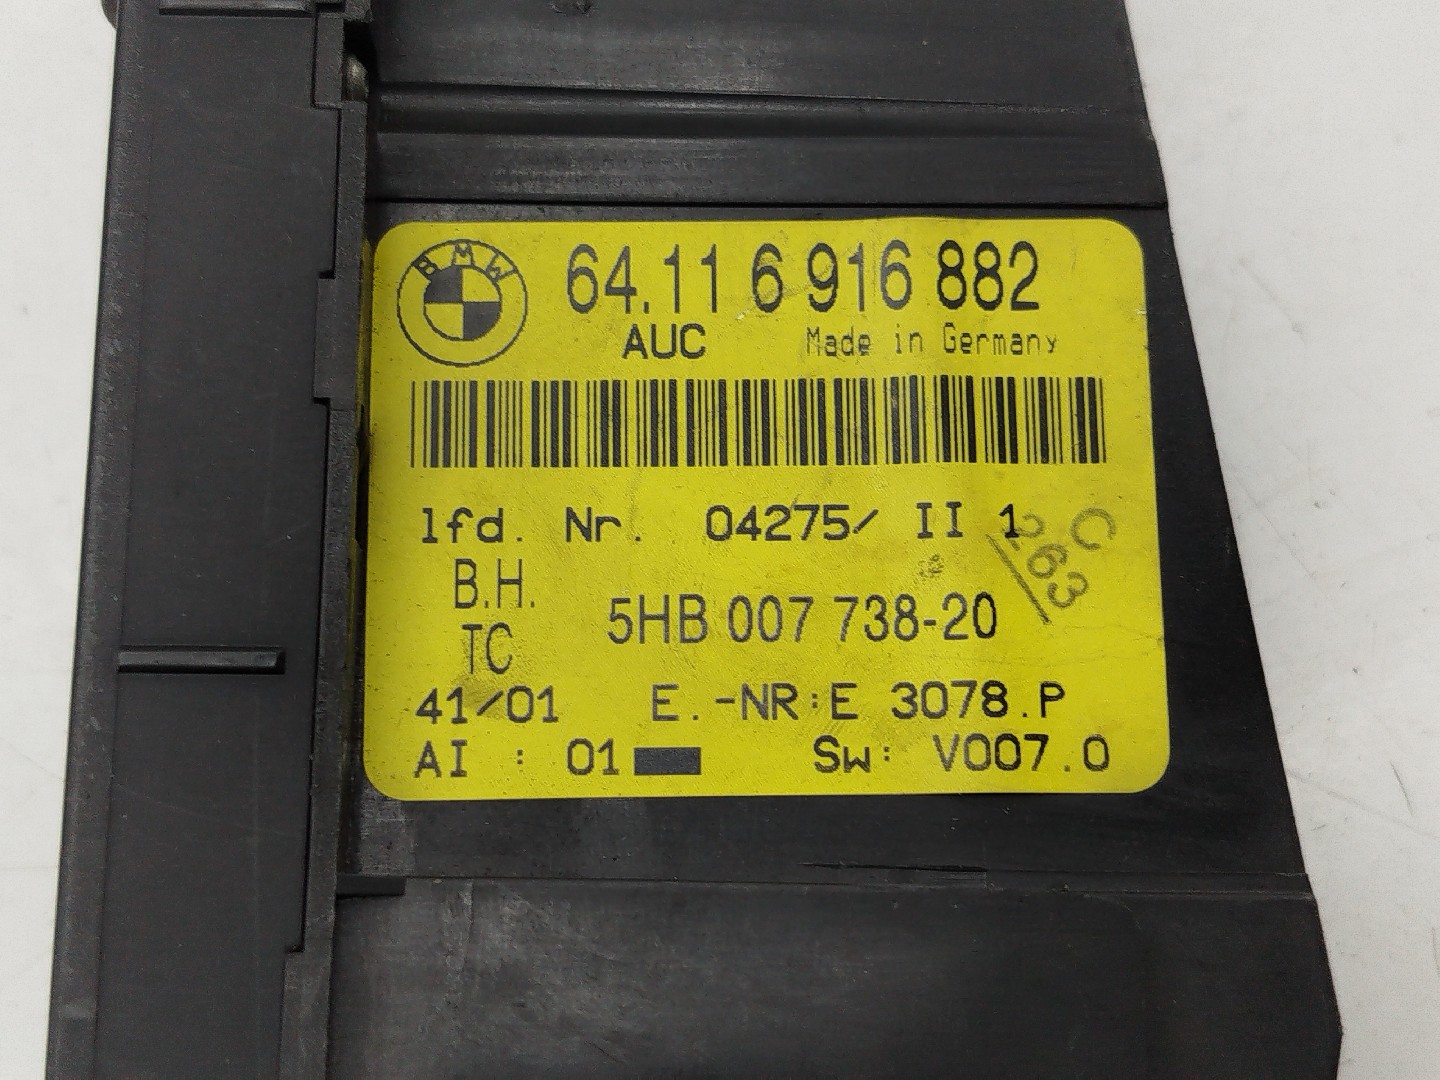 BMW
64.11 6 916 882
AUC Made in Germany
lfd. Nr. 04275/ II 1
C
263
B.H.
5HB 007 738-20
TC
41/01 E.-NR:E 3078.P
AI : 01 Sw: V007.0